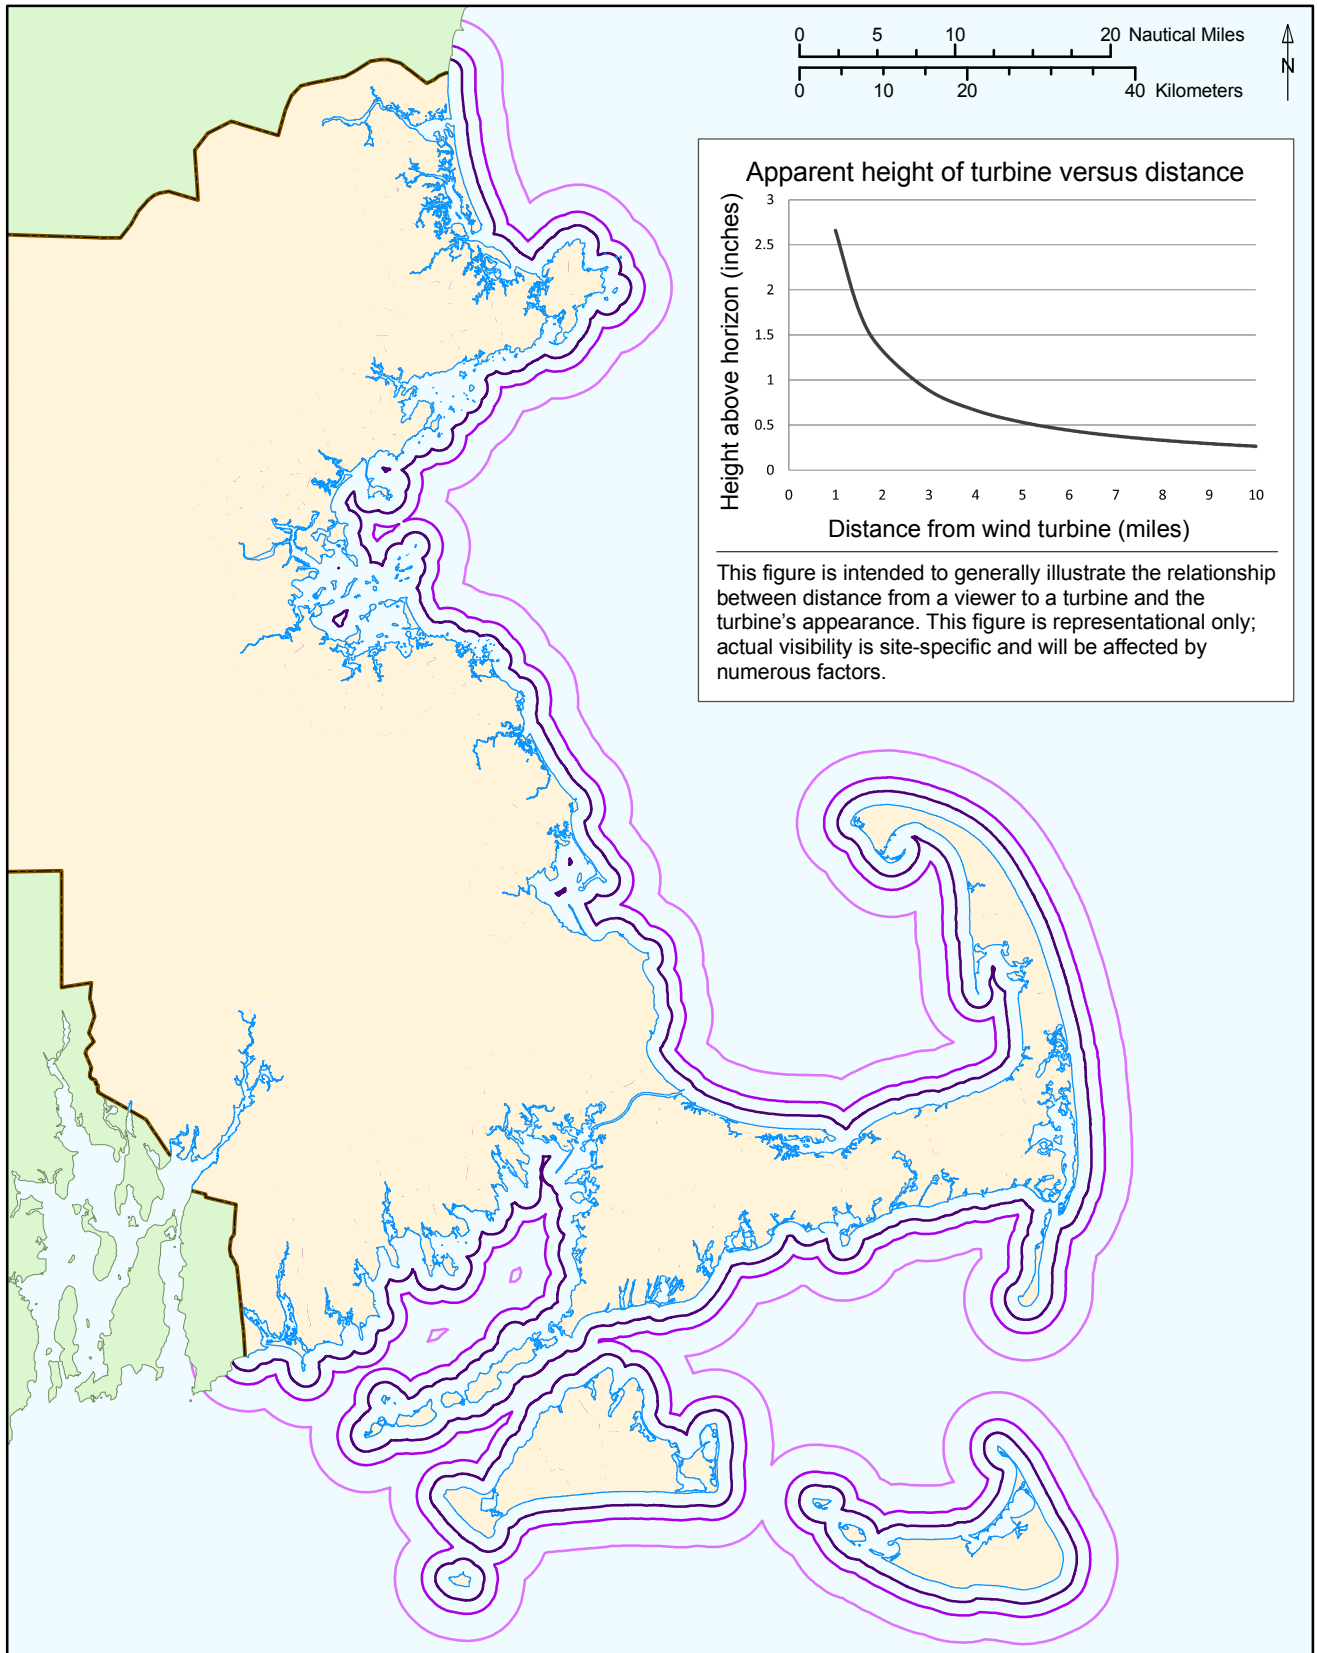 0 5 10 20 Nautical Miles
N
0 10 20 40 Kilometers
Apparent height of turbine versus distance
Height above horizon (inches)
3
2.5
2
1.5
1
0.5
0
0 1 2 3 4 5 6 7 8 9 10
Distance from wind turbine (miles)
This figure is intended to generally illustrate the relationship
between distance from a viewer to a turbine and the
turbine’s appearance. This figure is representational only;
actual visibility is site-specific and will be affected by
numerous factors.